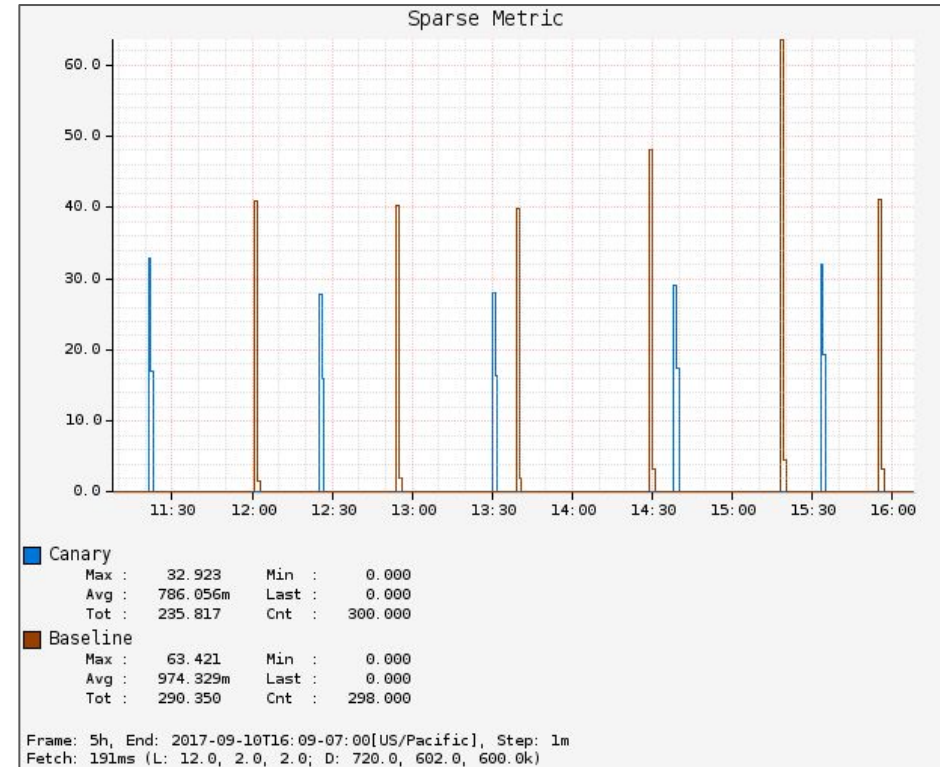 Sparse Metric
60.0
50.0
40.0
30.0
20.0
10.0
0.0
11:30 12:00 12:30 13:00 13:30 14:00 14:30 15:00 15:30 16:00
Canary
Max : 32.923 Min : 0.000
Avg : 786.056m Last : 0.000
Tot : 235.817 Cnt : 300.000
Baseline
Max : 63.421 Min : 0.000
Avg : 974.329m Last : 0.000
Tot : 290.350 Cnt : 298.000
Frame: 5h, End: 2017-09-10T16:09-07:00[US/Pacific], Step: 1m
Fetch: 191ms (L: 12.0, 2.0, 2.0; D: 720.0, 602.0, 600.0k)